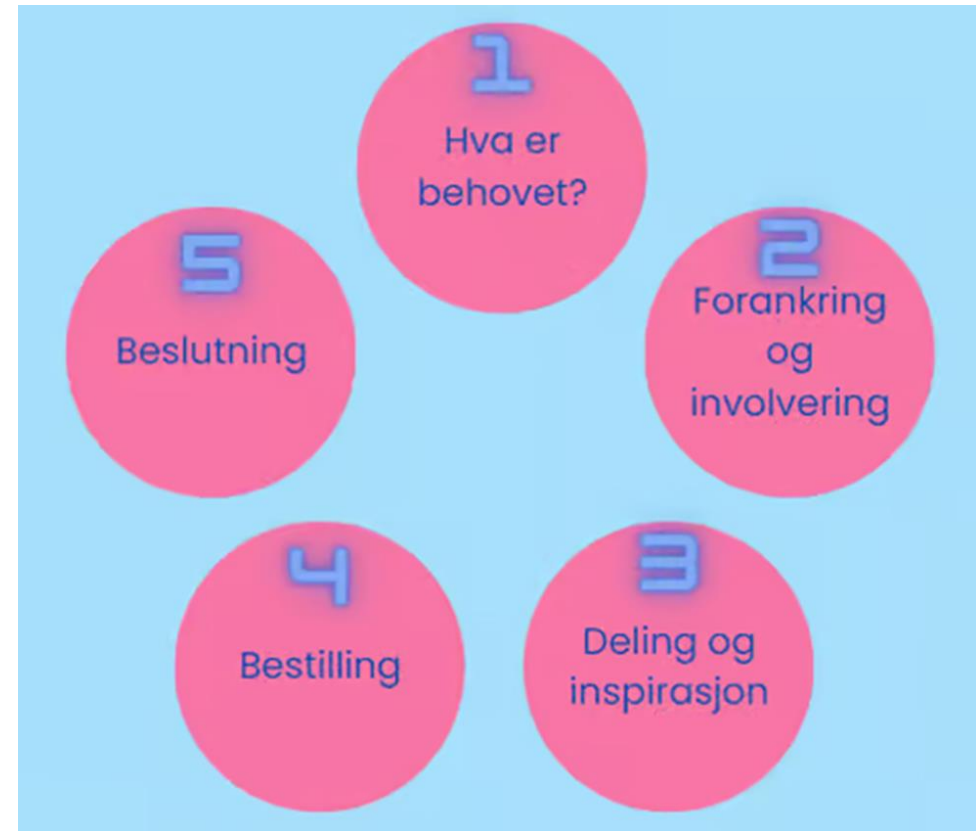 1
Hva er
behovet?
2
Forankring
og
involvering
3
Deling og
inspirasjon
4
Bestilling
5
Beslutning